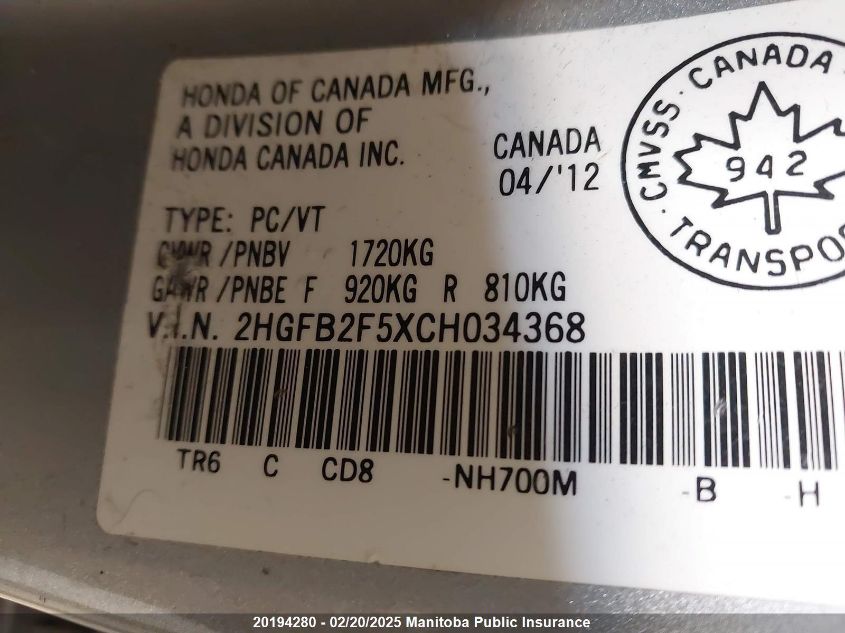 HONDA OF CANADA MFG.,
A DIVISION OF
HONDA CANADA INC.
CANADA
04/'12
CMVSS · CANADA
942
TRANSPO
TYPE: PC/VT
GVWR/PNBV 1720KG
GAWR/PNBE F 920KG R 810KG
V.I.N. 2HGFB2F5XCH034368
TR6 C CD8 -NH700M -B -H
20194280 - 02/20/2025 Manitoba Public Insurance